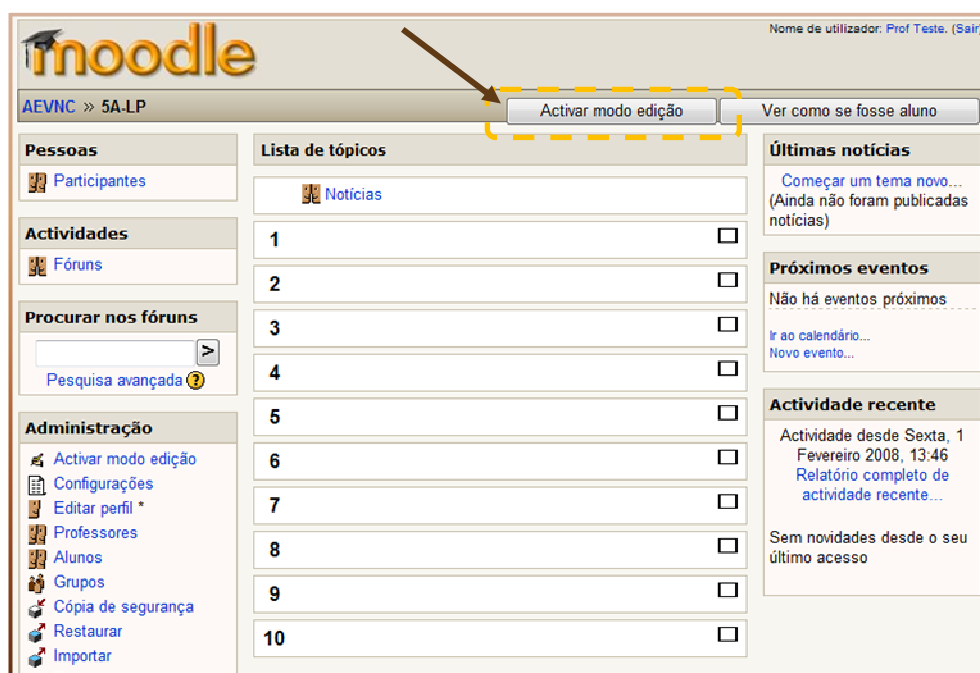 moodle
Nome de utilizador: Prof Teste. (Sair)
AEVNC » 5A-LP
Activar modo edição
Ver como se fosse aluno
Pessoas
Participantes
Actividades
Fóruns
Procurar nos fóruns
>
Pesquisa avançada ?
Administração
Activar modo edição
Configurações
Editar perfil *
Professores
Alunos
Grupos
Cópia de segurança
Restaurar
Importar
Lista de tópicos
Notícias
1
2
3
4
5
6
7
8
9
10
Últimas notícias
Começar um tema novo...
(Ainda não foram publicadas
notícias)
Próximos eventos
Não há eventos próximos
Ir ao calendário...
Novo evento...
Actividade recente
Actividade desde Sexta, 1
Fevereiro 2008, 13:46
Relatório completo de
actividade recente...
Sem novidades desde o seu
último acesso